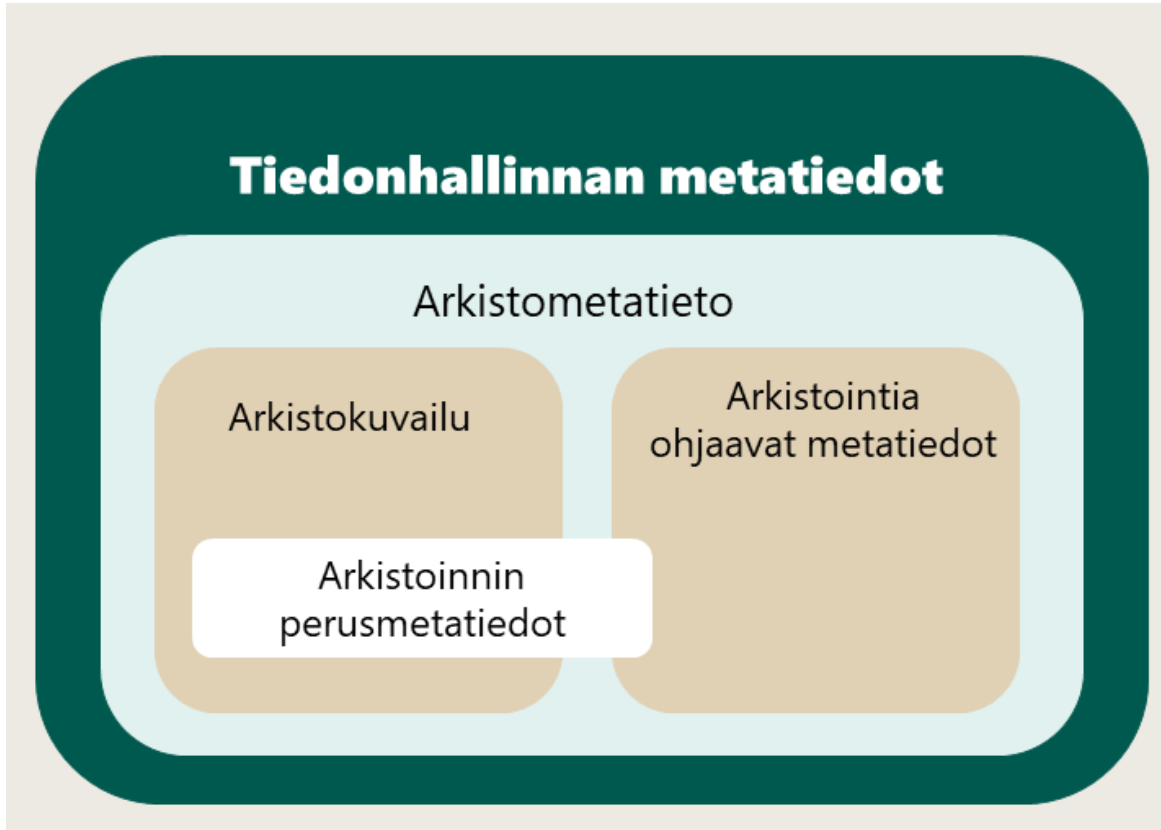 Tiedonhallinnan metatiedot
Arkistometatieto
Arkistokuvailu
Arkistointia
ohjaavat metatiedot
Arkistoinnin
perusmetatiedot